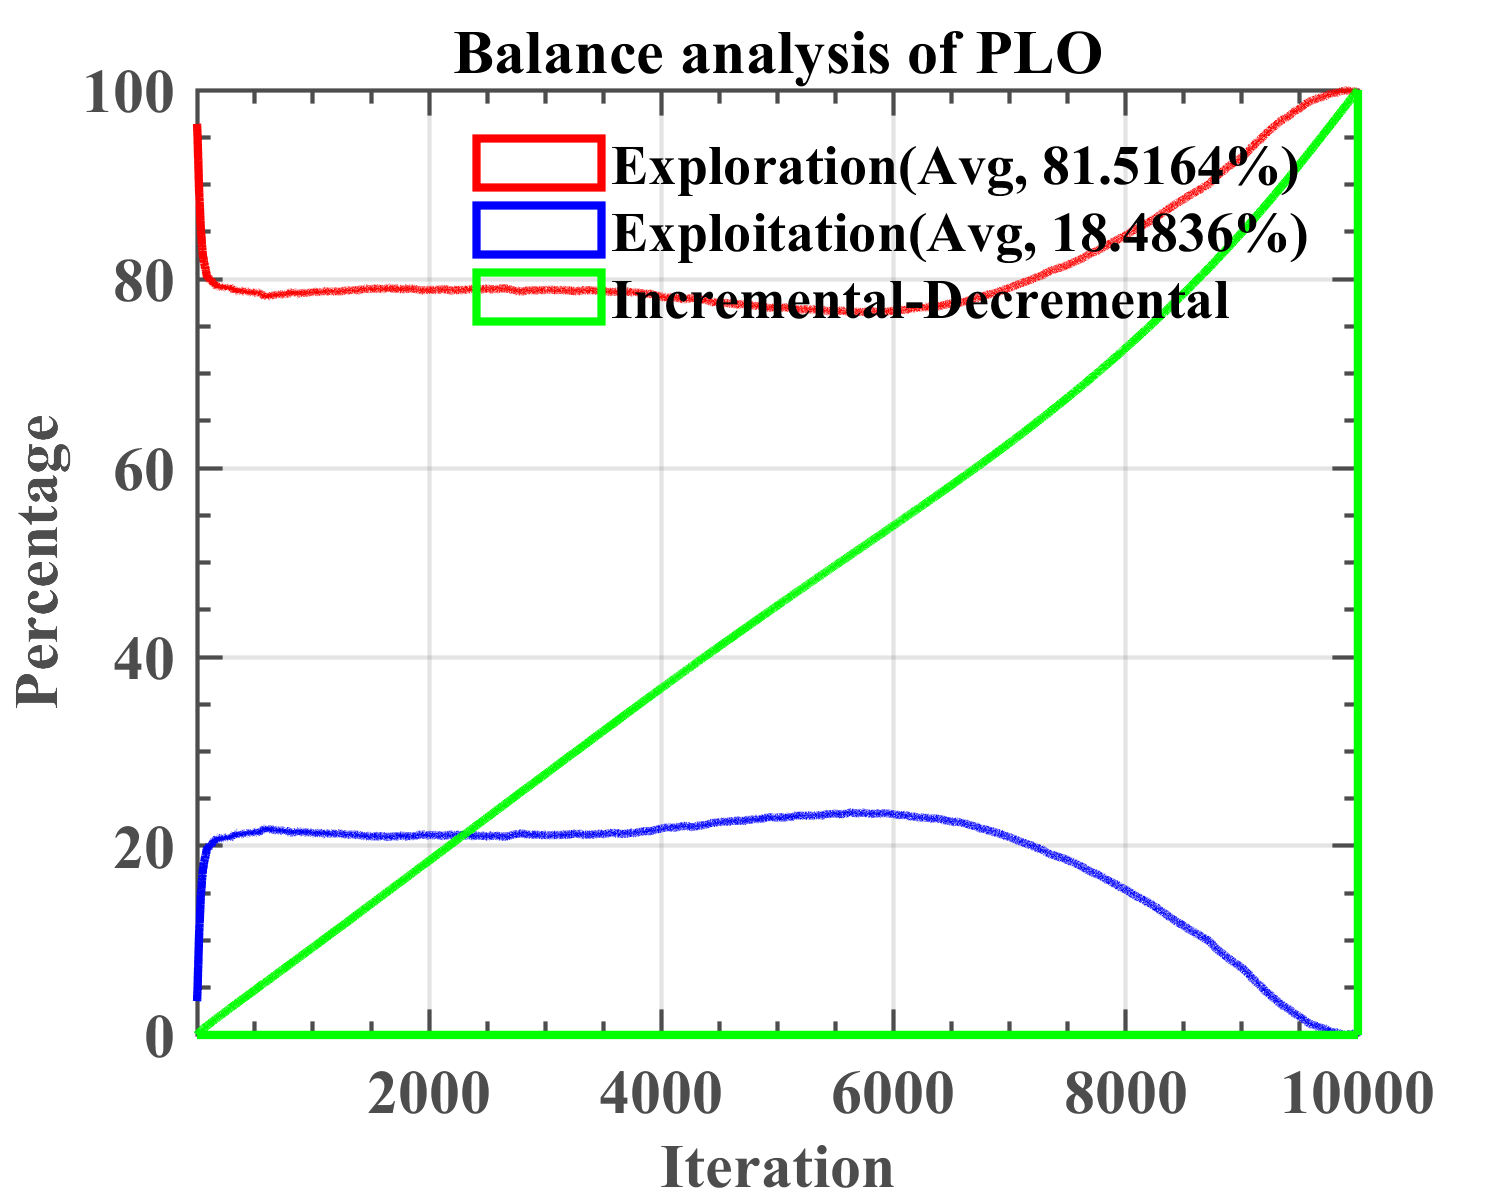 Balance analysis of PLO
100
80
60
40
20
0
Exploration(Avg, 81.5164%)
Exploitation(Avg, 18.4836%)
Incremental-Decremental
Percentage
2000 4000 6000 8000 10000
Iteration